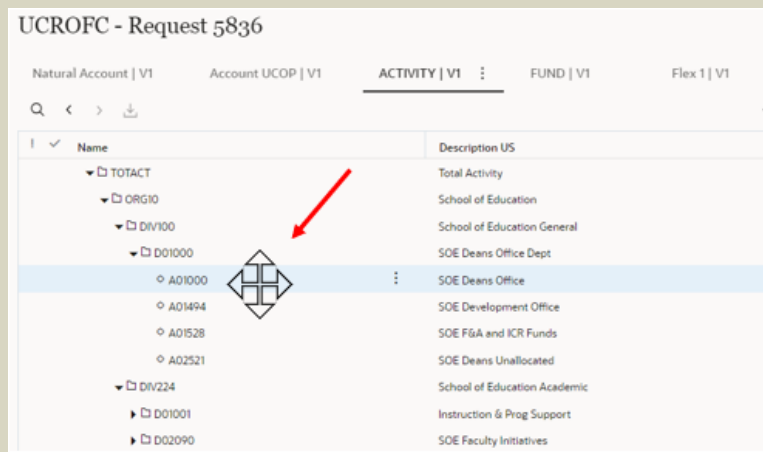 UCROFC - Request 5836
Natural Account | V1 Account UCOP | V1 ACTIVITY | V1 FUND | V1 Flex 1 | V1
Name Description US
TOTACT Total Activity
ORG10 School of Education
DIV100 School of Education General
D01000 SOE Deans Office Dept
A01000 SOE Deans Office
A01494 SOE Development Office
A01528 SOE F&A and ICR Funds
A02521 SOE Deans Unallocated
DIV224 School of Education Academic
D01001 Instruction & Prog Support
D02090 SOE Faculty Initiatives